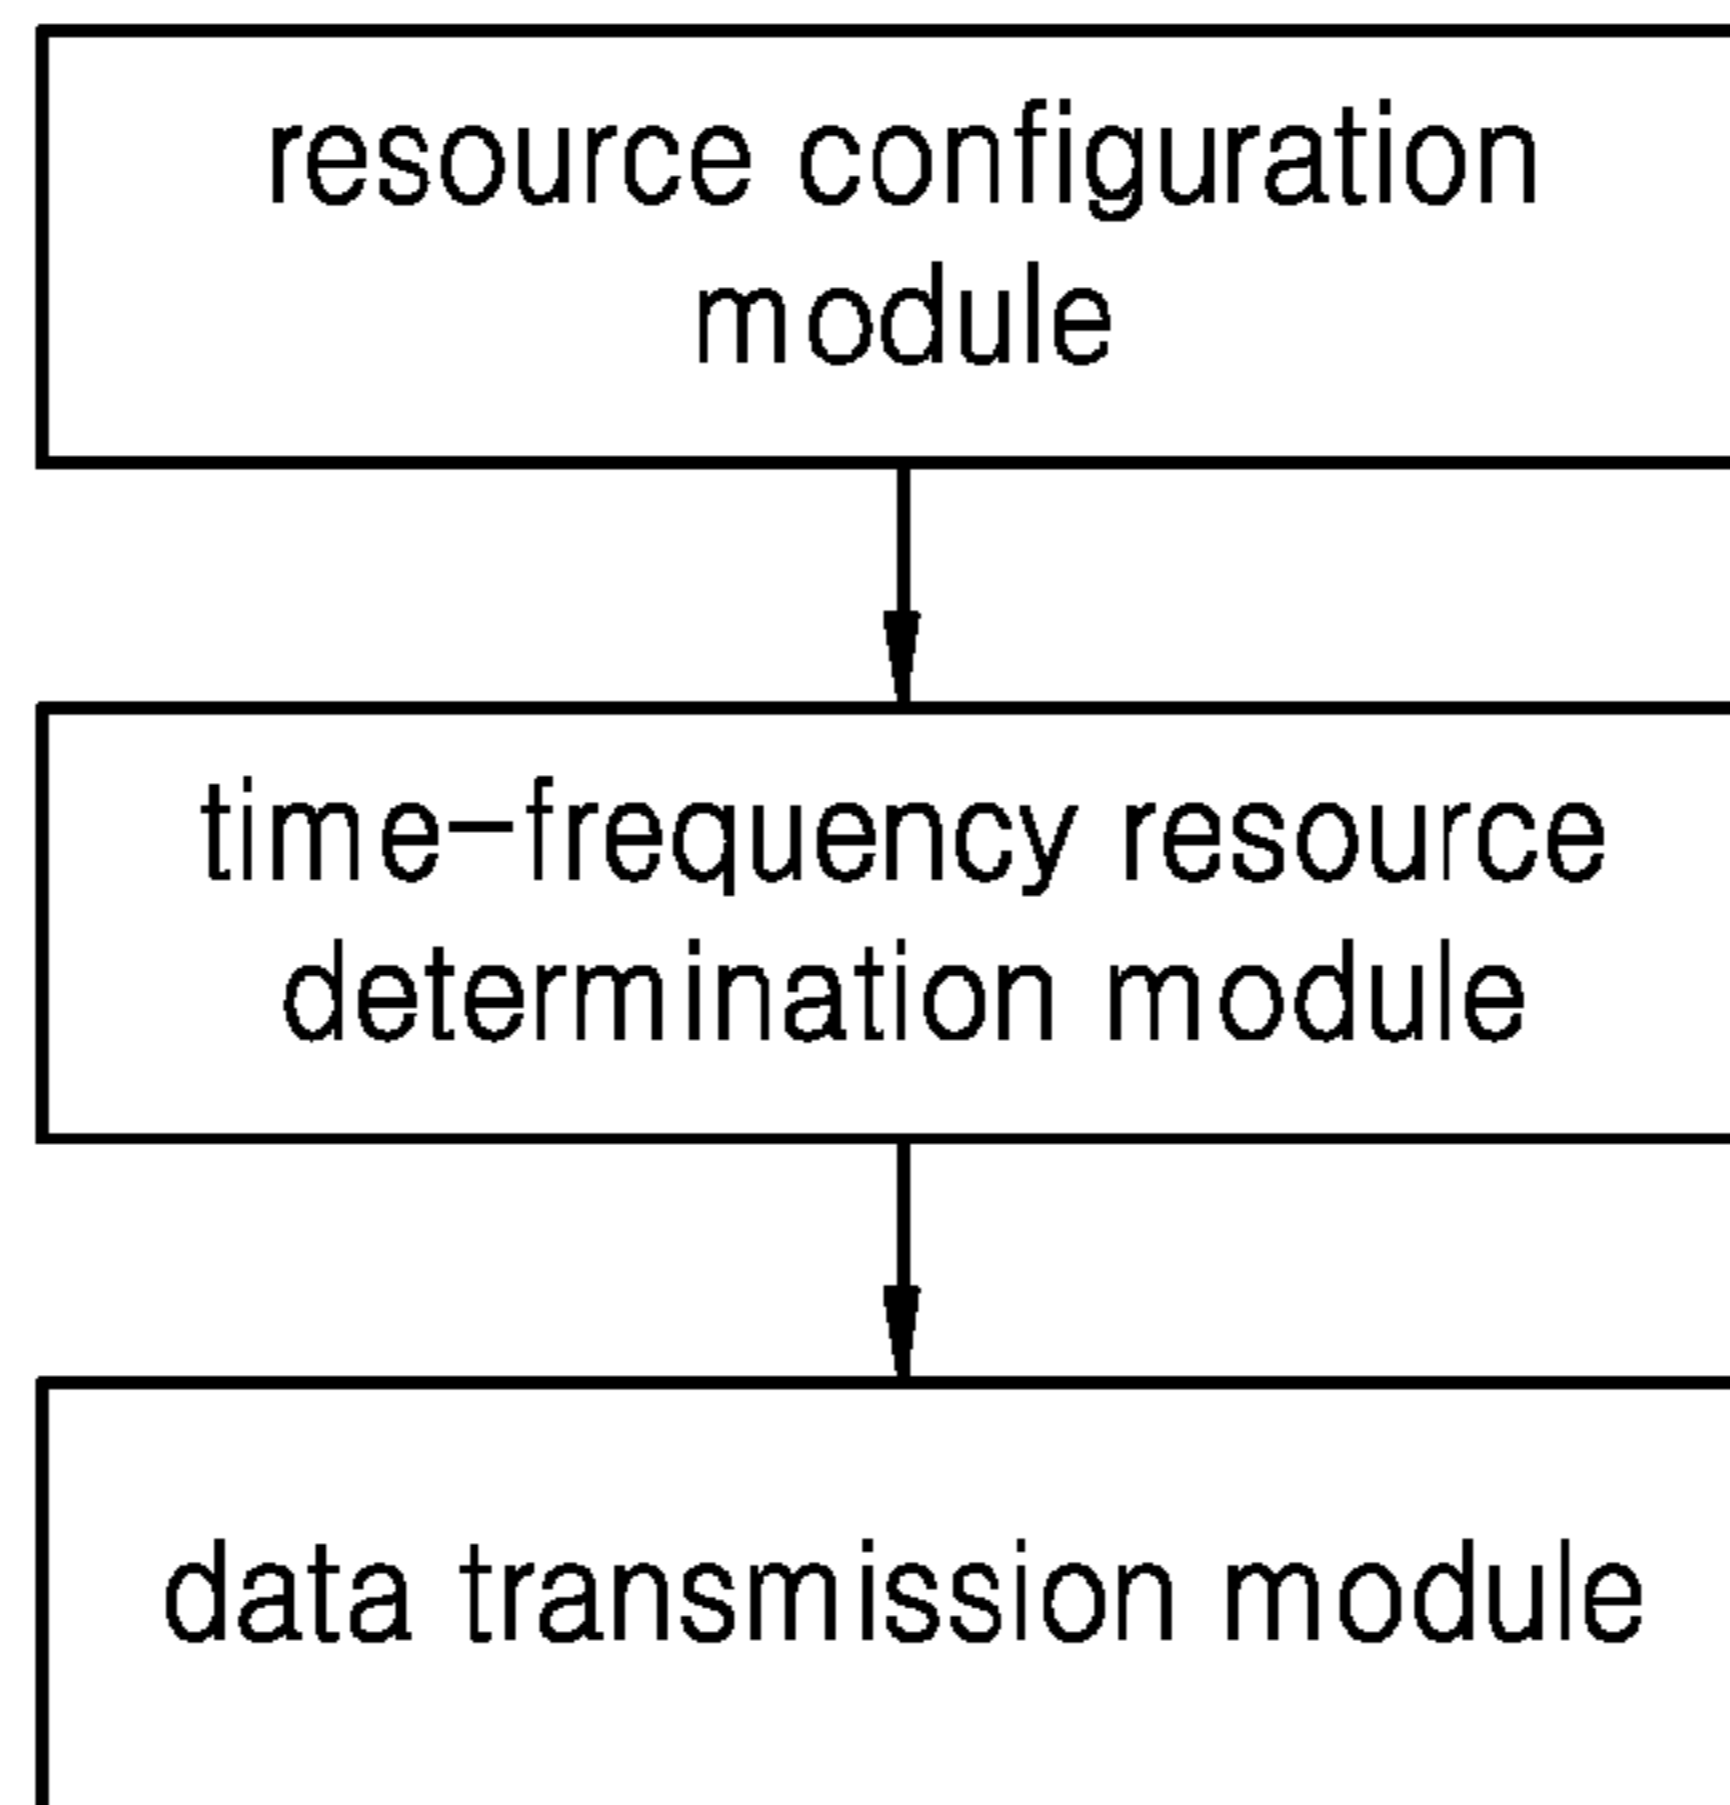 resource configuration
module
time-frequency resource
determination module
data transmission module